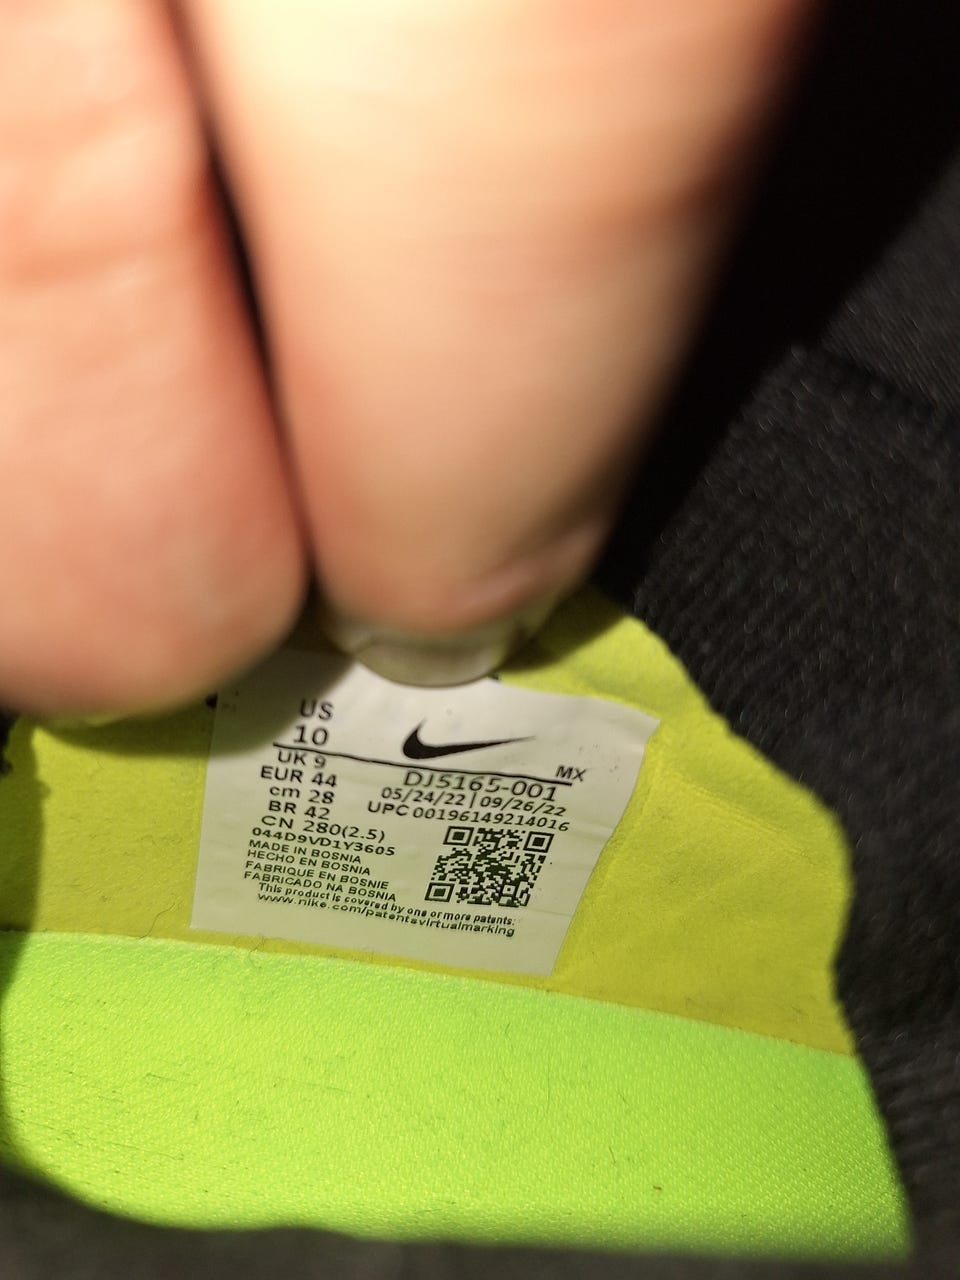 US
10
UK 9
EUR 44
cm 28
BR 42
CN 280(2.5)
044D9VD1Y3605
MADE IN BOSNIA
HECHO EN BOSNIA
FABRIQUE EN BOSNIE
FABRICADO NA BOSNIA
This product is covered by one or more patents:
www.nike.com/patentsvirtualmarking
MX
DJ5165-001
05/24/22 | 09/26/22
UPC 00196149214016